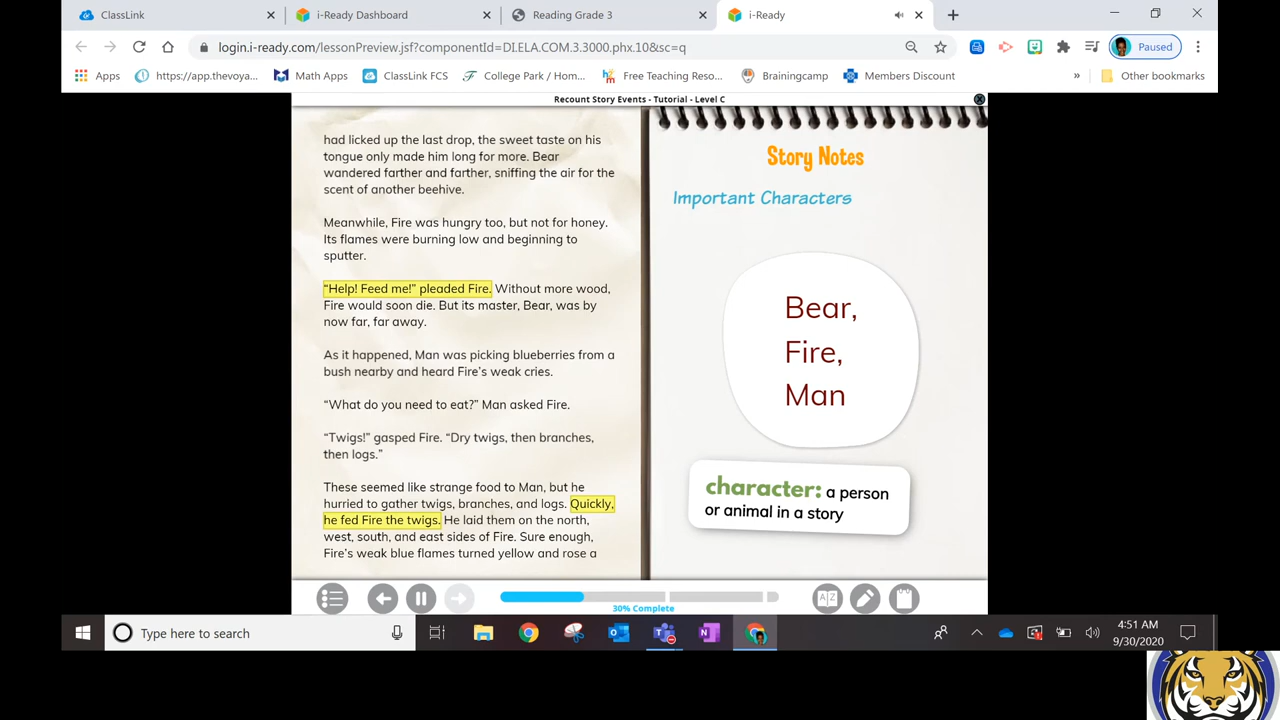 ClassLink
i-Ready Dashboard
Reading Grade 3
i-Ready
login.i-ready.com/lessonPreview.jsf?componentId=DI.ELA.COM.3.3000.phx.10&sc=q
Paused
Apps
https://app.thevoya...
Math Apps
ClassLink FCS
College Park / Hom...
Free Teaching Reso...
Brainingcamp
Members Discount
»
Other bookmarks
Recount Story Events - Tutorial - Level C
had licked up the last drop, the sweet taste on his
tongue only made him long for more. Bear
wandered farther and farther, sniffing the air for the
scent of another beehive.
Meanwhile, Fire was hungry too, but not for honey.
Its flames were burning low and beginning to
sputter.
“Help! Feed me!” pleaded Fire. Without more wood,
Fire would soon die. But its master, Bear, was by
now far, far away.
As it happened, Man was picking blueberries from a
bush nearby and heard Fire’s weak cries.
“What do you need to eat?” Man asked Fire.
“Twigs!” gasped Fire. “Dry twigs, then branches,
then logs.”
These seemed like strange food to Man, but he
hurried to gather twigs, branches, and logs. Quickly,
he fed Fire the twigs. He laid them on the north,
west, south, and east sides of Fire. Sure enough,
Fire’s weak blue flames turned yellow and rose a
Story Notes
Important Characters
Bear,
Fire,
Man
character: a person
or animal in a story
30% Complete
A Z
Type here to search
4:51 AM
9/30/2020